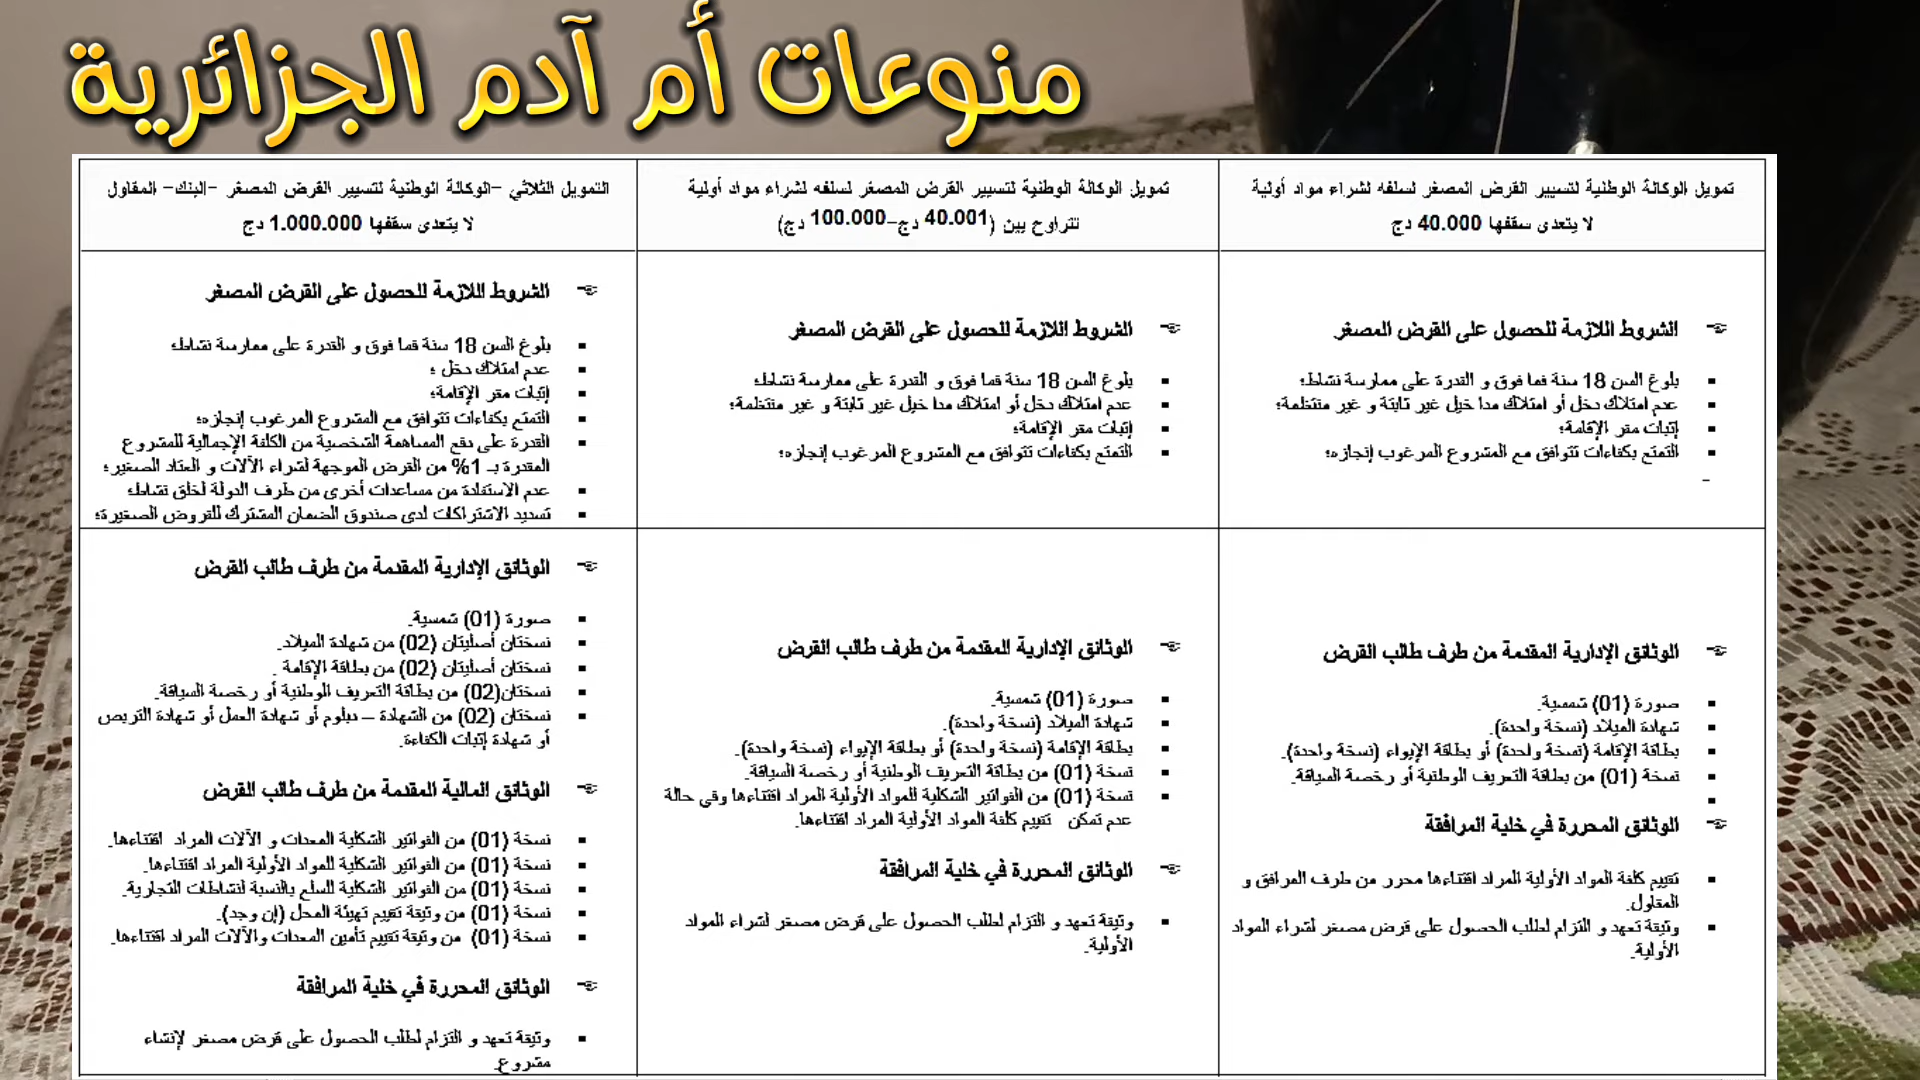 منوعات أم آدم الجزائرية
تمويل الوكالة الوطنية لتسيير القرض المصغر لسلفه لشراء مواد أولية
لا يتعدى سقفها 40.000 دج
الشروط اللازمة للحصول على القرض المصغر
بلوغ السن 18 سنة فما فوق و القدرة على ممارسة نشاط؛
عدم امتلاك دخل أو امتلاك مدا خيل غير ثابتة و غير منتظمة؛
إثبات مقر الإقامة؛
التمتع بكفاءات تتوافق مع المشروع المرغوب إنجازه؛
-
الوثائق الإدارية المقدمة من طرف طالب القرض
صورة (01) شمسية.
شهادة الميلاد (نسخة واحدة).
بطاقة الإقامة (نسخة واحدة) أو بطاقة الإيواء (نسخة واحدة).
نسخة (01) من بطاقة التعريف الوطنية أو رخصة السياقة.
الوثائق المحررة في خلية المرافقة
تقييم كلفة المواد الأولية المراد اقتناءها محرر من طرف المرافق و
المقاول.
وثيقة تعهد و التزام لطلب الحصول على قرض مصغر لشراء المواد
الأولية.
تمويل الوكالة الوطنية لتسيير القرض المصغر لسلفه لشراء مواد أولية
تتراوح بين (40.001 دج-100.000 دج)
الشروط اللازمة للحصول على القرض المصغر
بلوغ السن 18 سنة فما فوق و القدرة على ممارسة نشاط؛
عدم امتلاك دخل أو امتلاك مدا خيل غير ثابتة و غير منتظمة؛
إثبات مقر الإقامة؛
التمتع بكفاءات تتوافق مع المشروع المرغوب إنجازه؛
الوثائق الإدارية المقدمة من طرف طالب القرض
صورة (01) شمسية.
شهادة الميلاد (نسخة واحدة).
بطاقة الإقامة (نسخة واحدة) أو بطاقة الإيواء (نسخة واحدة).
نسخة (01) من بطاقة التعريف الوطنية أو رخصة السياقة.
نسخة (01) من الفواتير الشكلية للمواد الأولية المراد اقتناءها وفي حالة
عدم تمكن تقييم كلفة المواد الأولية المراد اقتناءها.
الوثائق المحررة في خلية المرافقة
وثيقة تعهد و التزام لطلب الحصول على قرض مصغر لشراء المواد
الأولية.
التمويل الثلاثي -الوكالة الوطنية لتسيير القرض المصغر -البنك- المقاول
لا يتعدى سقفها 1.000.000 دج
الشروط اللازمة للحصول على القرض المصغر
بلوغ السن 18 سنة فما فوق و القدرة على ممارسة نشاط؛
عدم امتلاك دخل ؛
إثبات مقر الإقامة؛
التمتع بكفاءات تتوافق مع المشروع المرغوب إنجازه؛
القدرة على دفع المساهمة الشخصية من الكلفة الإجمالية للمشروع
المقدرة بـ 1% من القرض الموجهة لشراء الآلات و العتاد الصغير؛
عدم الاستفادة من مساعدات أخرى من طرف الدولة لخلق نشاط؛
تسديد الاشتراكات لدى صندوق الضمان المشترك للقروض الصغيرة؛
الوثائق الإدارية المقدمة من طرف طالب القرض
صورة (01) شمسية.
نسختان أصليتان (02) من شهادة الميلاد.
نسختان أصليتان (02) من بطاقة الإقامة .
نسختان(02) من بطاقة التعريف الوطنية أو رخصة السياقة.
نسختان (02) من الشهادة – دبلوم أو شهادة العمل أو شهادة التربص
أو شهادة إثبات الكفاءة.
الوثائق المالية المقدمة من طرف طالب القرض
نسخة (01) من الفواتير الشكلية المعدات و الآلات المراد اقتناءها.
نسخة (01) من الفواتير الشكلية للمواد الأولية المراد اقتناءها.
نسخة (01) من الفواتير الشكلية للسلع بالنسبة لنشاطات التجارية.
نسخة (01) من وثيقة تقييم تهيئة المحل (إن وجد).
نسخة (01) من وثيقة تقييم تأمين المعدات والآلات المراد اقتناءها.
الوثائق المحررة في خلية المرافقة
وثيقة تعهد و التزام لطلب الحصول على قرض مصغر لإنشاء
مشروع.